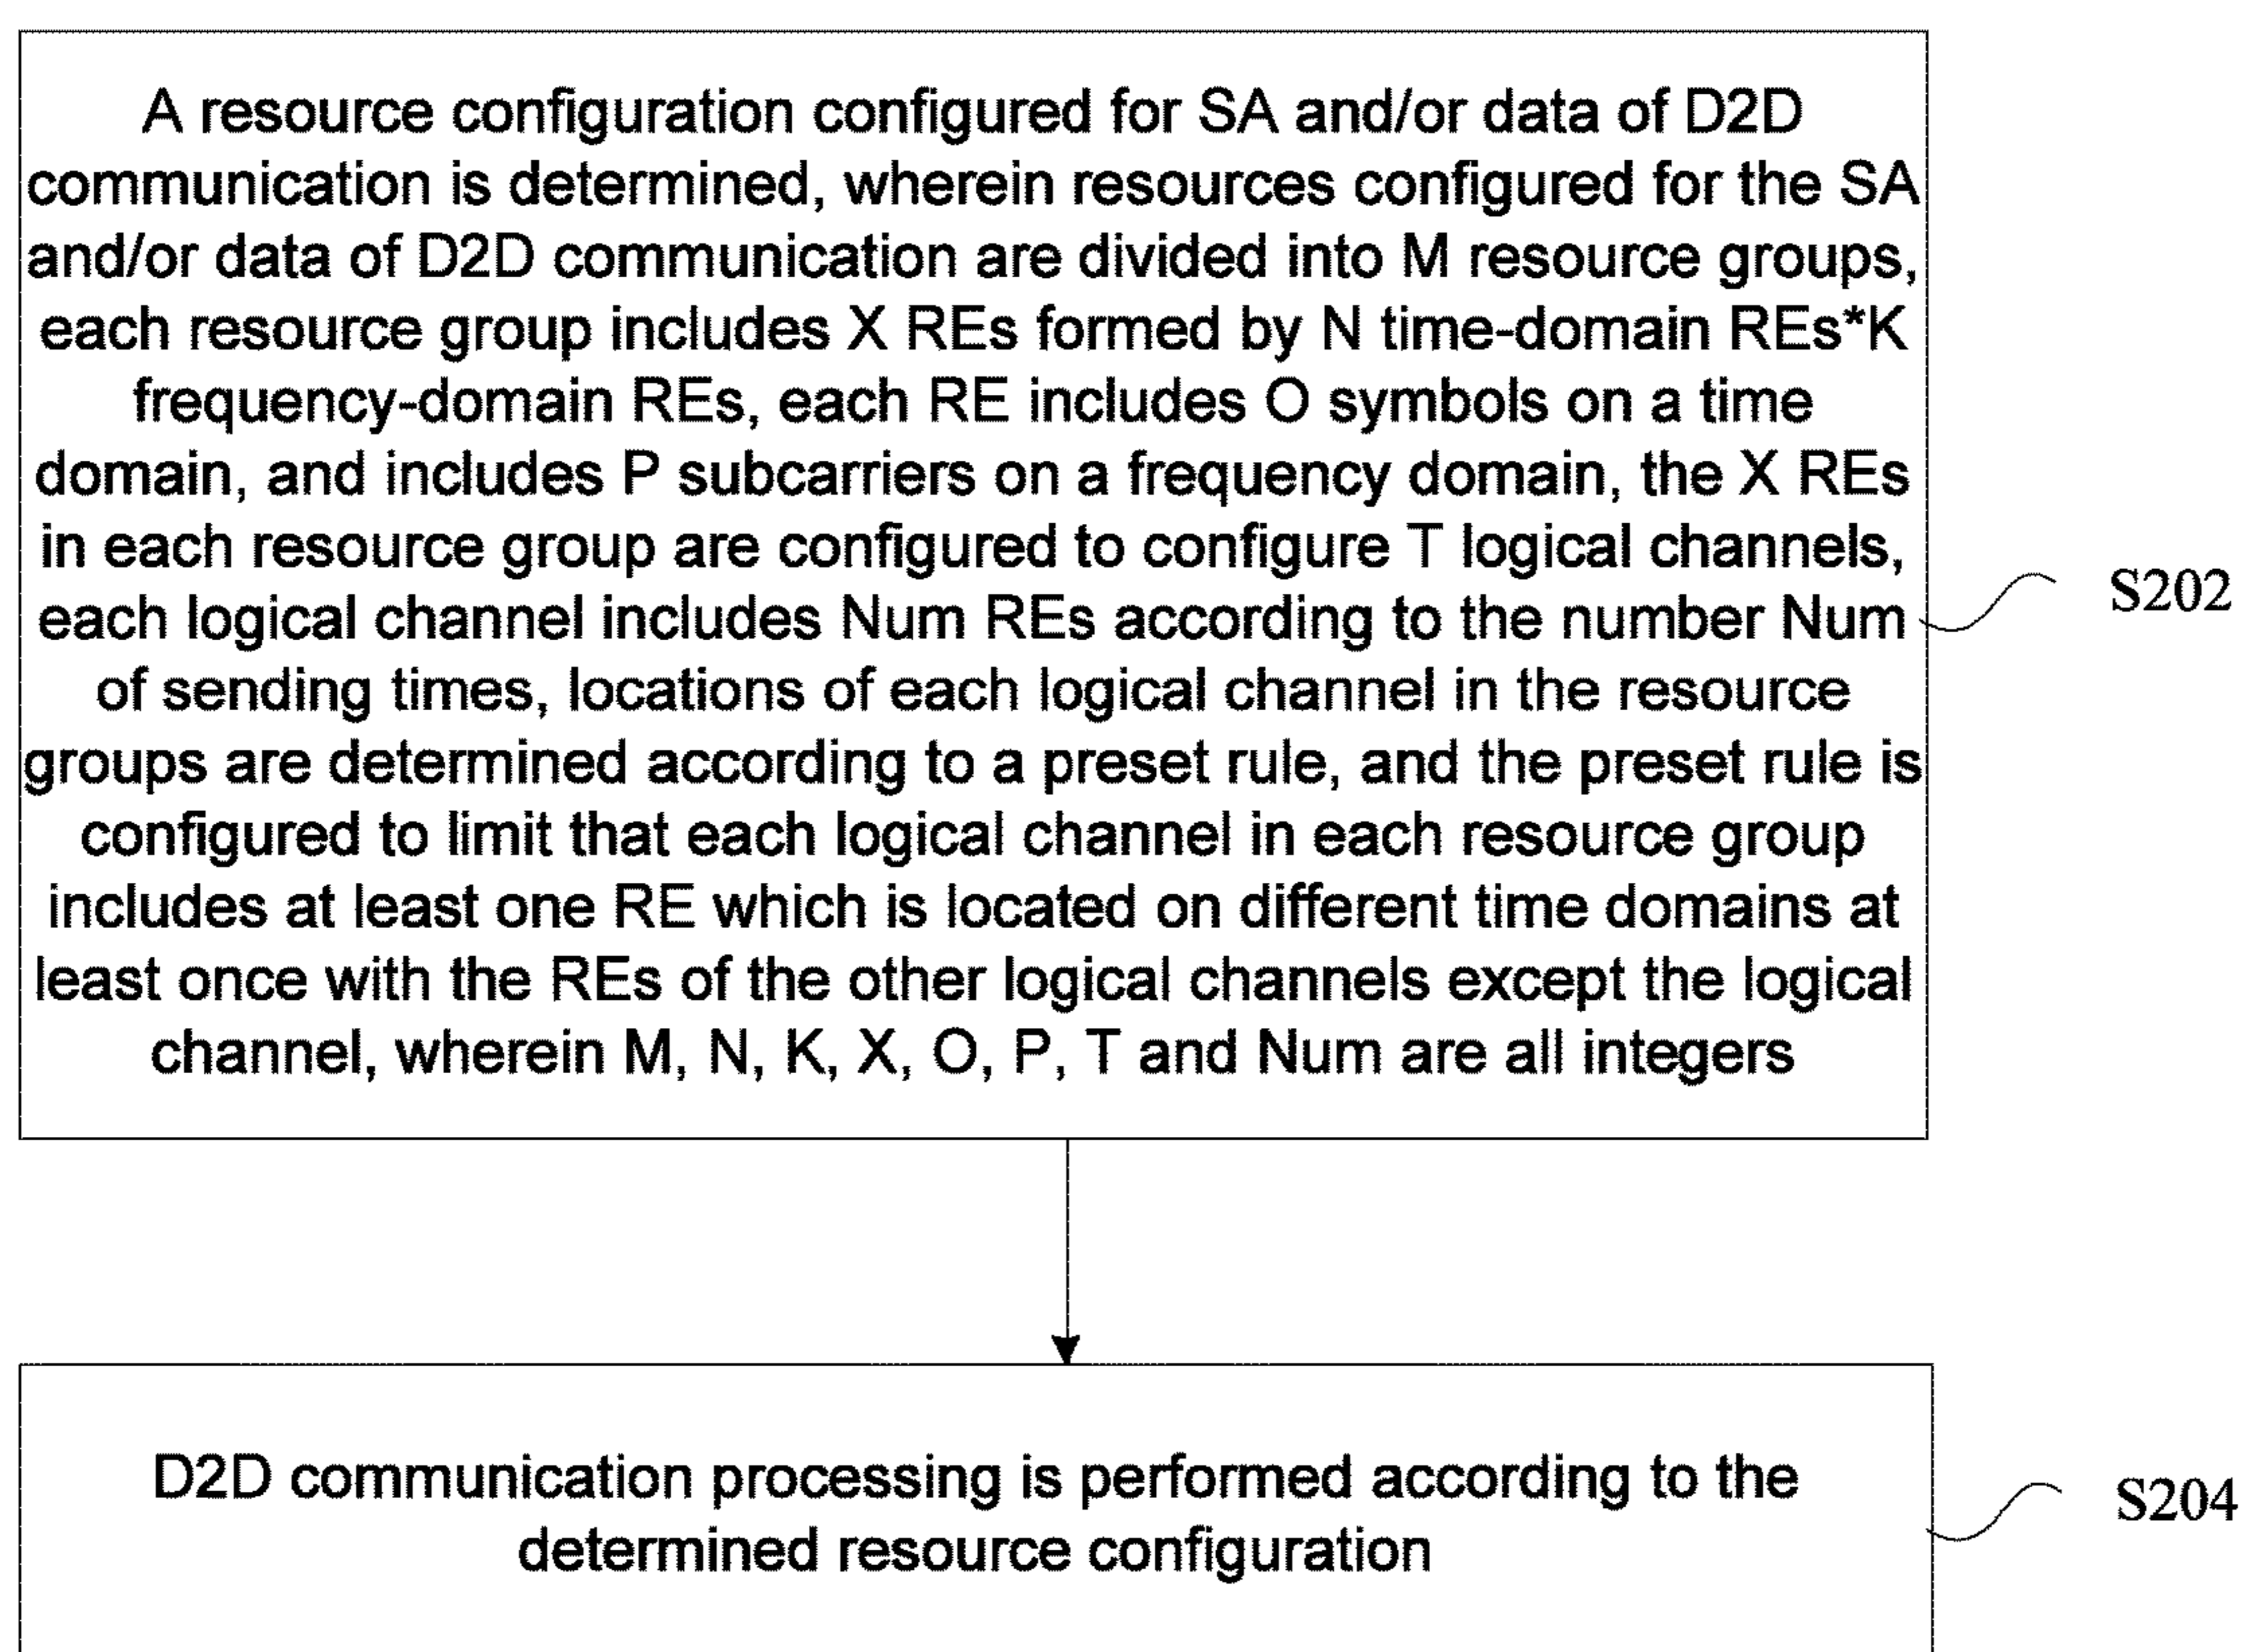 A resource configuration configured for SA and/or data of D2D
communication is determined, wherein resources configured for the SA
and/or data of D2D communication are divided into M resource groups,
each resource group includes X REs formed by N time-domain REs*K
frequency-domain REs, each RE includes O symbols on a time
domain, and includes P subcarriers on a frequency domain, the X REs
in each resource group are configured to configure T logical channels,
each logical channel includes Num REs according to the number Num
of sending times, locations of each logical channel in the resource
groups are determined according to a preset rule, and the preset rule is
configured to limit that each logical channel in each resource group
includes at least one RE which is located on different time domains at
least once with the REs of the other logical channels except the logical
channel, wherein M, N, K, X, O, P, T and Num are all integers
S202
D2D communication processing is performed according to the
determined resource configuration
S204